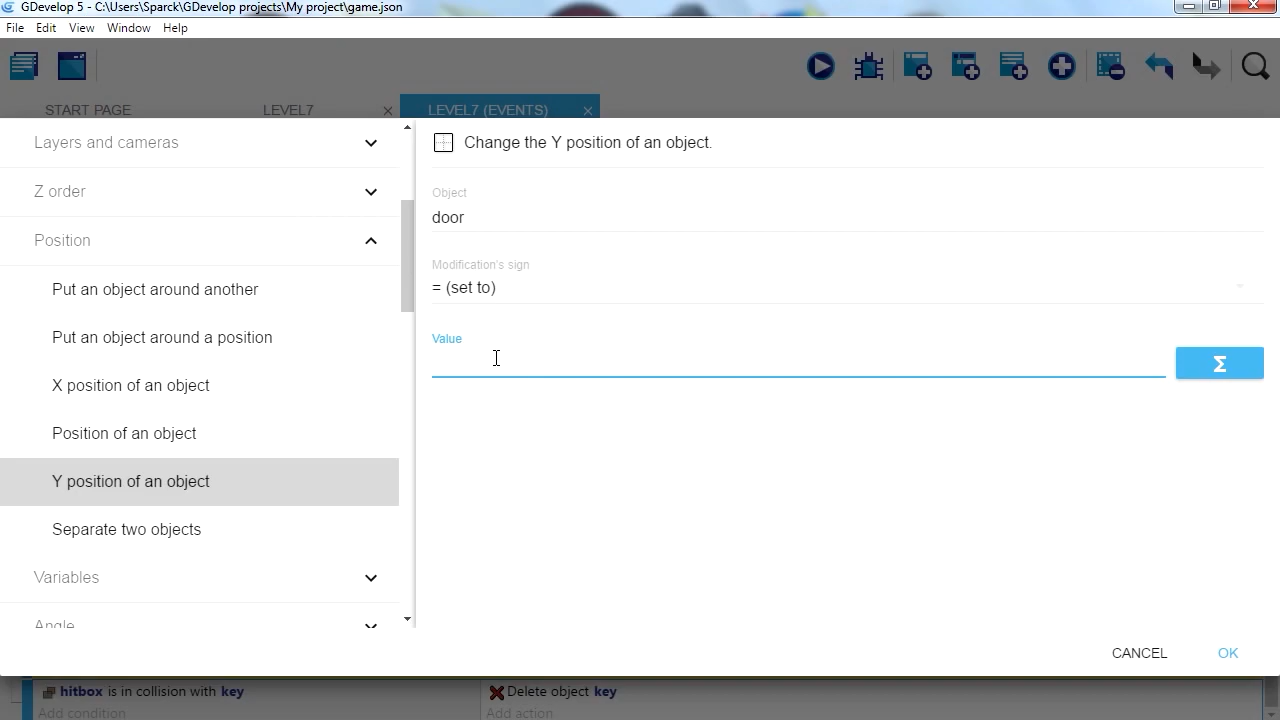 GDevelop 5 - C:\Users\Sparck\GDevelop projects\My project\game.json
File Edit View Window Help
START PAGE LEVEL7 LEVEL7 (EVENTS)
Layers and cameras
Z order
Position
Put an object around another
Put an object around a position
X position of an object
Position of an object
Y position of an object
Separate two objects
Variables
Angle
Change the Y position of an object.
Object
door
Modification's sign
= (set to)
Value
Σ
CANCEL OK
hitbox is in collision with key Delete object key
Add condition Add action